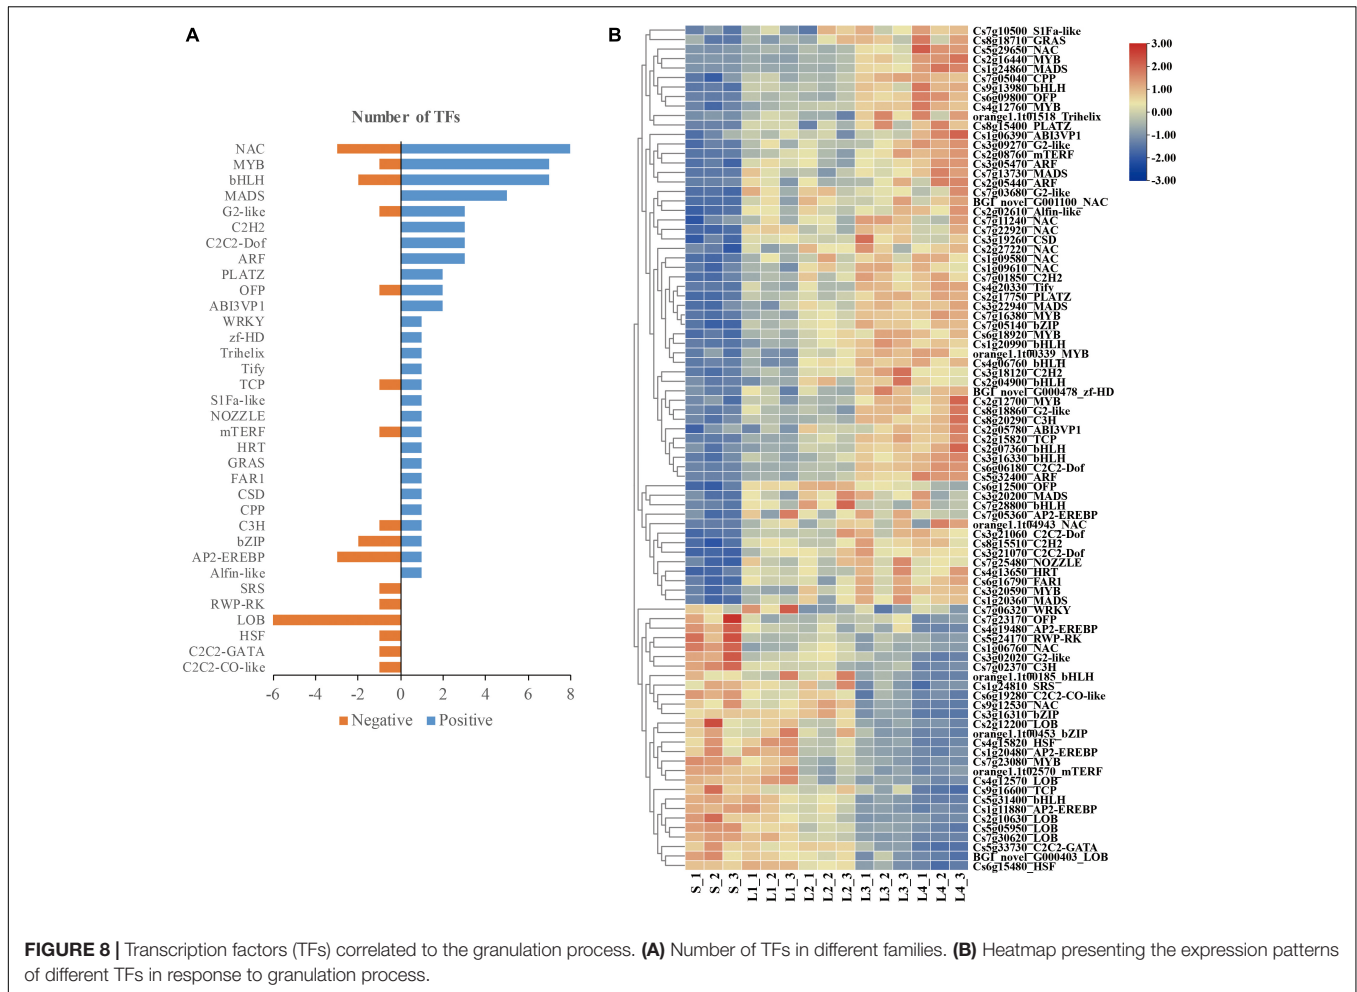 A
Number of TFs
NAC
MYB
bHLH
MADS
G2-like
C2H2
C2C2-Dof
ARF
PLATZ
OFP
ABI3VP1
WRKY
zf-HD
Trihelix
Tify
TCP
S1Fa-like
NOZZLE
mTERF
HRT
GRAS
FAR1
CSD
CPP
C3H
bZIP
AP2-EREBP
Alfin-like
SRS
RWP-RK
LOB
HSF
C2C2-GATA
C2C2-CO-like
-6 -4 -2 0 2 4 6 8
Negative Positive
B
Cs7g10500_S1Fa-like
Cs8g18710_GRAS
Cs5g29650_NAC
Cs2g16440_MYB
Cs1g24860_MADS
Cs7g05040_CPP
Cs9g13980_bHLH
Cs6g09800_OFP
Cs4g12760_MYB
orange1.1t01518_Trihelix
Cs8g15400_PLATZ
Cs1g06390_ABI3VP1
Cs3g09270_G2-like
Cs2g08760_mTERF
Cs3g05470_ARF
Cs7g13730_MADS
Cs2g05440_ARF
Cs7g03680_G2-like
BGI_novel_G001100_NAC
Cs2g02610_Alfin-like
Cs7g11240_NAC
Cs7g22920_NAC
Cs3g19260_CSD
Cs2g27220_NAC
Cs1g09580_NAC
Cs1g09610_NAC
Cs7g01850_C2H2
Cs4g20330_Tify
Cs2g17750_PLATZ
Cs3g22940_MADS
Cs7g16380_MYB
Cs7g05140_bZIP
Cs6g18920_MYB
Cs1g20990_bHLH
orange1.1t00339_MYB
Cs4g06760_bHLH
Cs3g18120_C2H2
Cs2g04900_bHLH
BGI_novel_G000478_zf-HD
Cs2g12700_MYB
Cs8g18860_G2-like
Cs8g20290_C3H
Cs2g05780_ABI3VP1
Cs2g15820_TCP
Cs2g07360_bHLH
Cs3g16330_bHLH
Cs6g06180_C2C2-Dof
Cs5g32400_ARF
Cs6g12500_OFP
Cs3g20200_MADS
Cs7g28800_bHLH
Cs7g05360_AP2-EREBP
orange1.1t04943_NAC
Cs3g21060_C2C2-Dof
Cs8g15510_C2H2
Cs3g21070_C2C2-Dof
Cs7g25480_NOZZLE
Cs4g13650_HRT
Cs6g16790_FAR1
Cs3g20590_MYB
Cs1g20360_MADS
Cs7g06320_WRKY
Cs7g23170_OFP
Cs4g19480_AP2-EREBP
Cs5g24170_RWP-RK
Cs1g06760_NAC
Cs3g02020_G2-like
Cs7g02370_C3H
orange1.1t00185_bHLH
Cs1g24810_SRS
Cs6g19280_C2C2-CO-like
Cs9g12530_NAC
Cs3g16310_bZIP
Cs2g12200_LOB
orange1.1t00453_bZIP
Cs4g15820_HSF
Cs1g20480_AP2-EREBP
Cs7g23080_MYB
orange1.1t02570_mTERF
Cs4g12570_LOB
Cs9g16600_TCP
Cs5g31400_bHLH
Cs1g11880_AP2-EREBP
Cs2g10630_LOB
Cs5g05950_LOB
Cs7g30620_LOB
Cs5g33730_C2C2-GATA
BGI_novel_G000403_LOB
Cs6g15480_HSF
S_1 S_2 S_3 L1_1 L1_2 L1_3 L2_1 L2_2 L2_3 L3_1 L3_2 L3_3 L4_1 L4_2 L4_3
3.00
2.00
1.00
0.00
-1.00
-2.00
-3.00
FIGURE 8 | Transcription factors (TFs) correlated to the granulation process. (A) Number of TFs in different families. (B) Heatmap presenting the expression patterns
of different TFs in response to granulation process.